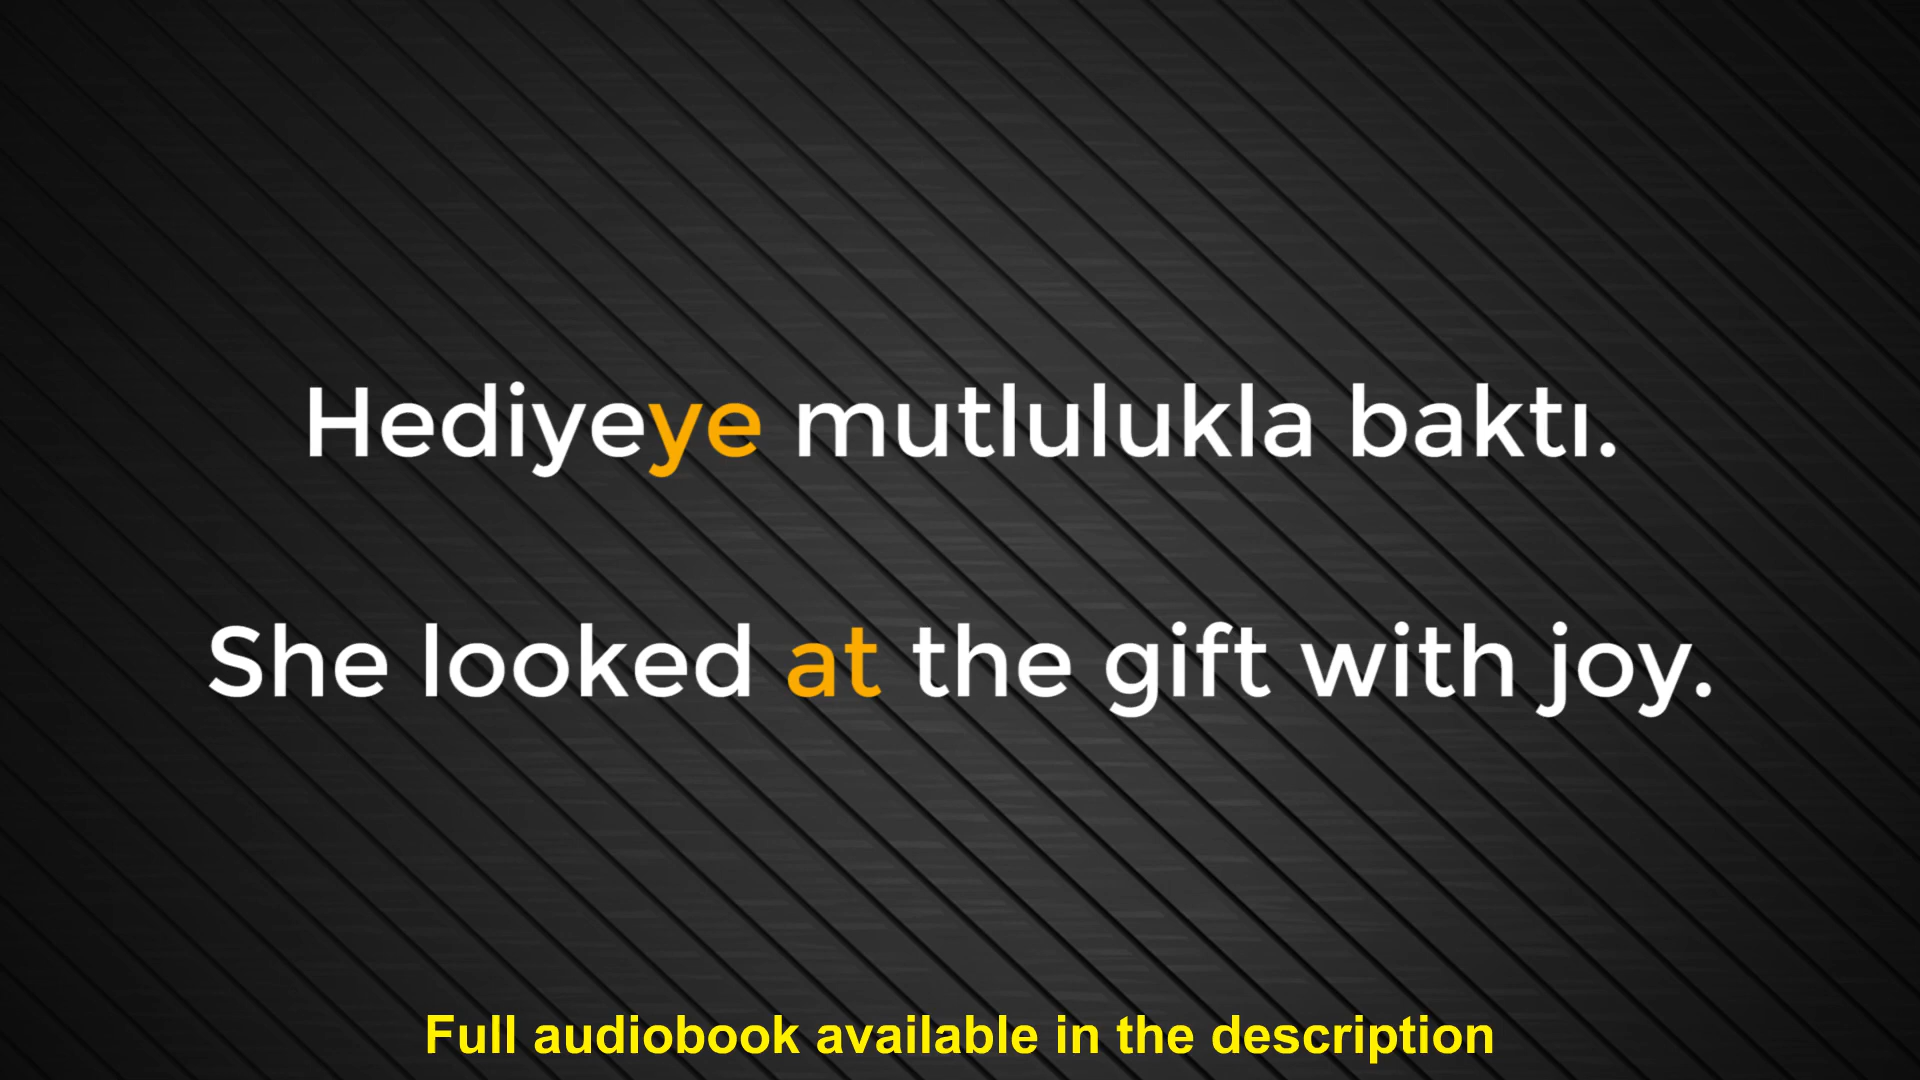 Hediyeye mutlulukla baktı.
She looked at the gift with joy.
Full audiobook available in the description